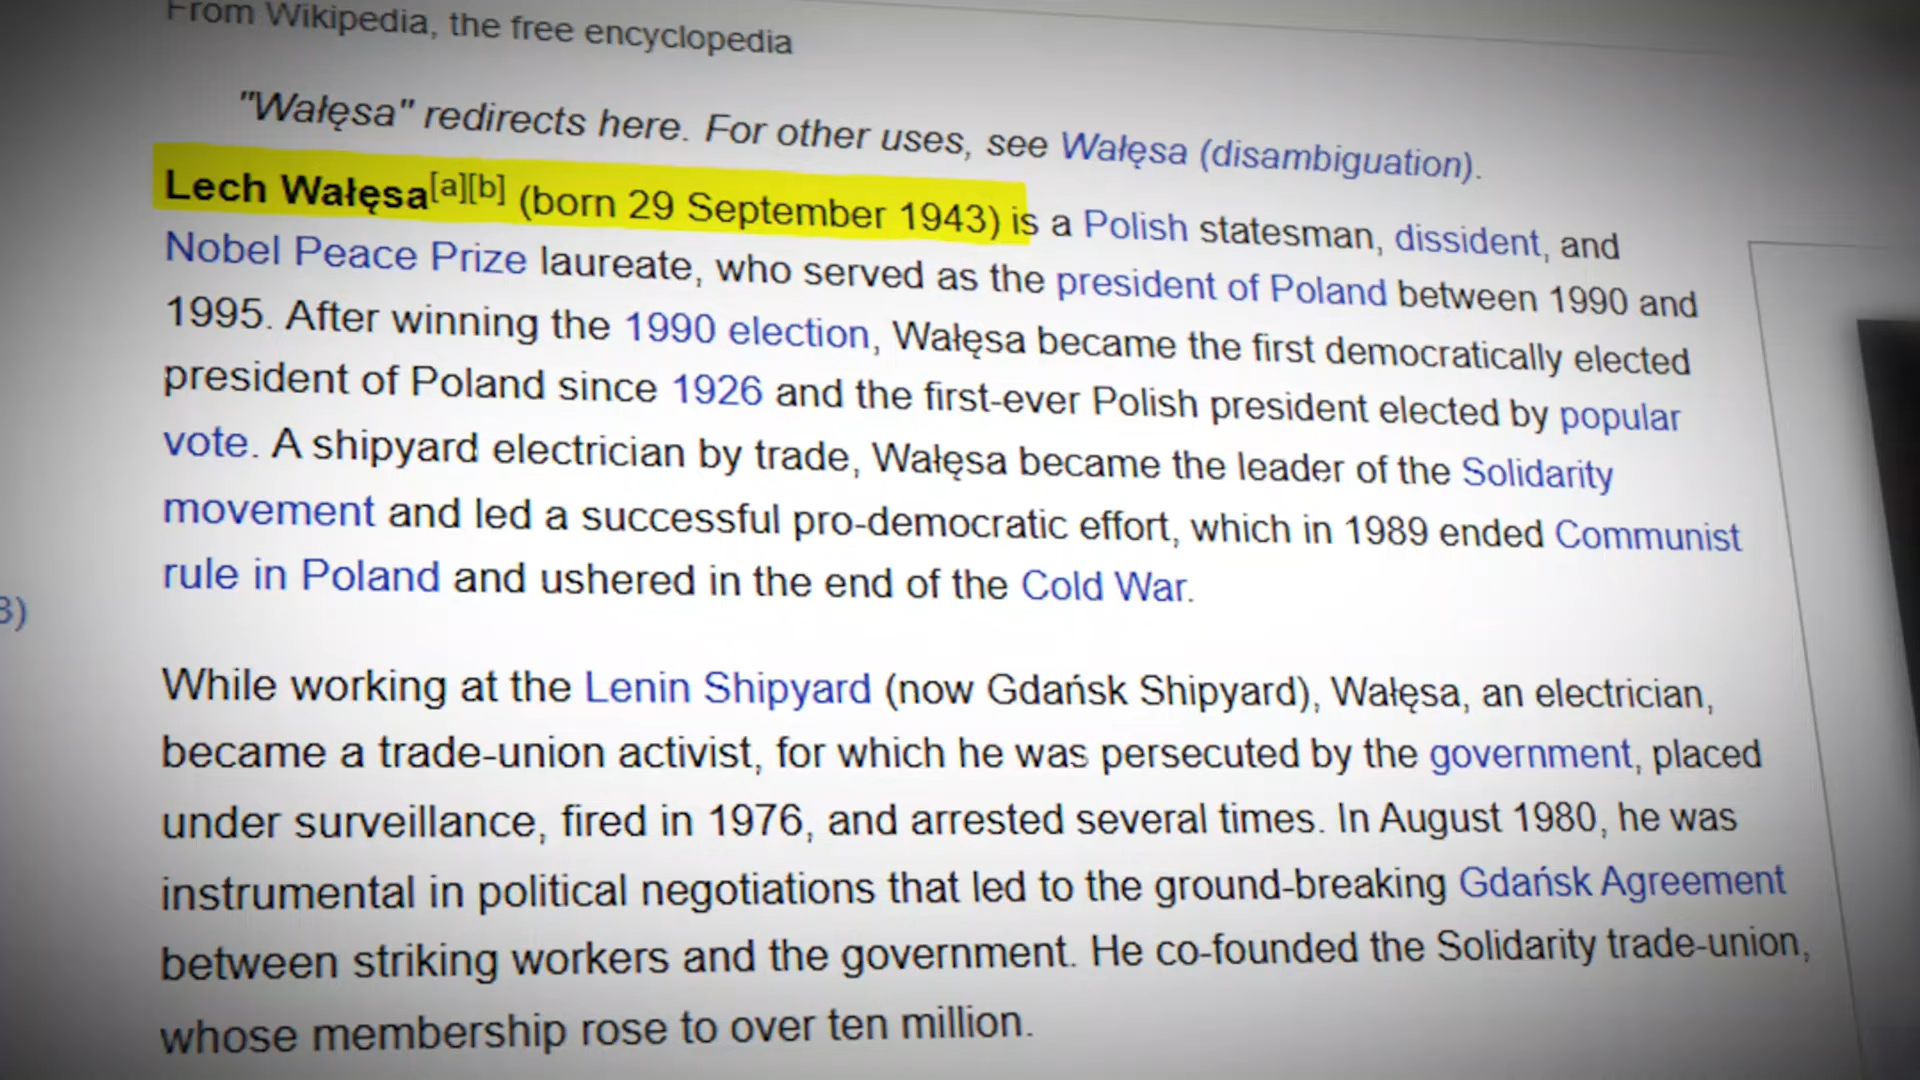 From Wikipedia, the free encyclopedia
"Wałęsa" redirects here. For other uses, see Wałęsa (disambiguation).
Lech Wałęsa[a][b] (born 29 September 1943) is a Polish statesman, dissident, and
Nobel Peace Prize laureate, who served as the president of Poland between 1990 and
1995. After winning the 1990 election, Wałęsa became the first democratically elected
president of Poland since 1926 and the first-ever Polish president elected by popular
vote. A shipyard electrician by trade, Wałęsa became the leader of the Solidarity
movement and led a successful pro-democratic effort, which in 1989 ended Communist
rule in Poland and ushered in the end of the Cold War.
3)
While working at the Lenin Shipyard (now Gdańsk Shipyard), Wałęsa, an electrician,
became a trade-union activist, for which he was persecuted by the government, placed
under surveillance, fired in 1976, and arrested several times. In August 1980, he was
instrumental in political negotiations that led to the ground-breaking Gdańsk Agreement
between striking workers and the government. He co-founded the Solidarity trade-union,
whose membership rose to over ten million.